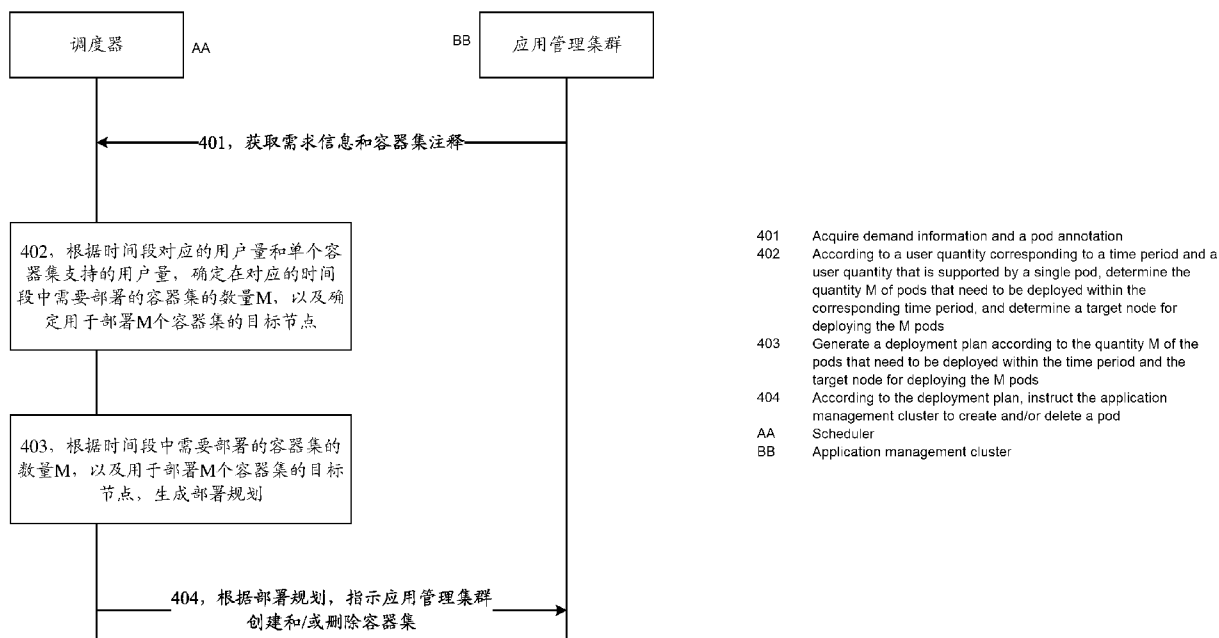 调度器
AA
BB
应用管理集群
401，获取需求信息和容器集注释
402，根据时间段对应的用户量和单个容
器集支持的用户量，确定在对应的时间
段中需要部署的容器集的数量M，以及确
定用于部署M个容器集的目标节点
403，根据时间段中需要部署的容器集的
数量M，以及用于部署M个容器集的目标
节点，生成部署规划
404，根据部署规划，指示应用管理集群
创建和/或删除容器集
401 Acquire demand information and a pod annotation
402 According to a user quantity corresponding to a time period and a
user quantity that is supported by a single pod, determine the
quantity M of pods that need to be deployed within the
corresponding time period, and determine a target node for
deploying the M pods
403 Generate a deployment plan according to the quantity M of the
pods that need to be deployed within the time period and the
target node for deploying the M pods
404 According to the deployment plan, instruct the application
management cluster to create and/or delete a pod
AA Scheduler
BB Application management cluster